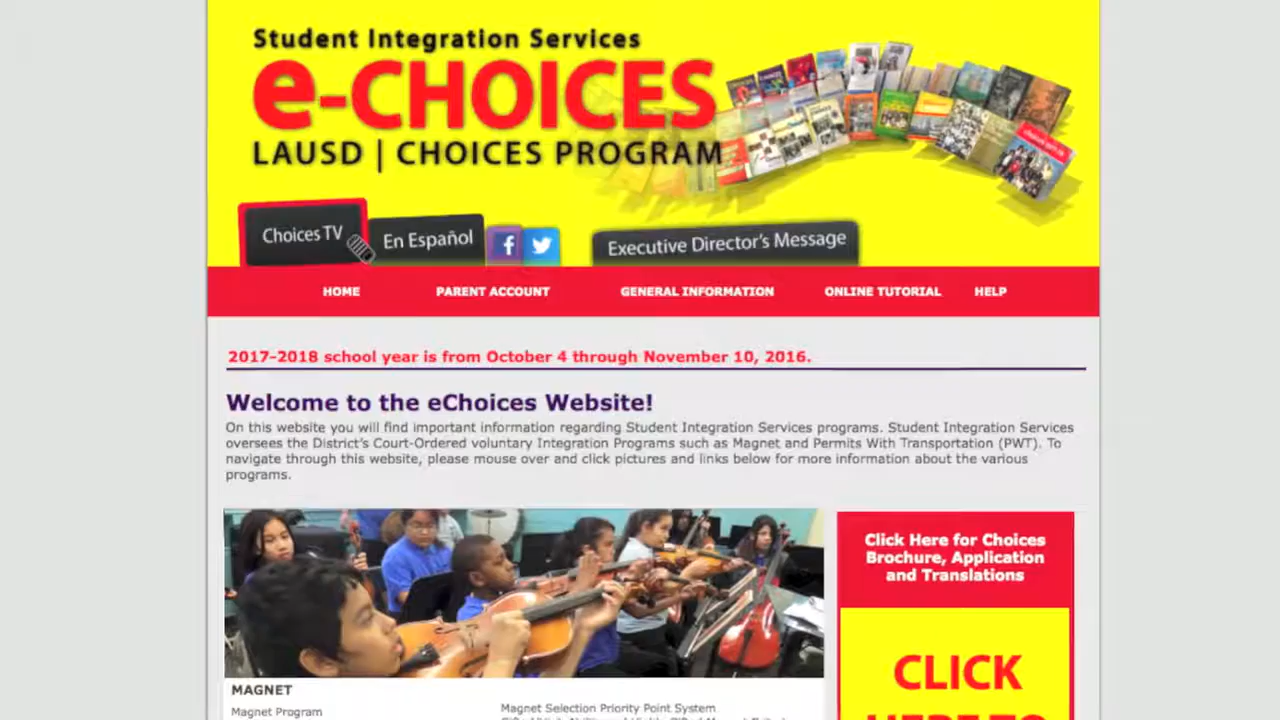 Student Integration Services
e-CHOICES
LAUSD | CHOICES PROGRAM
Choices TV
En Español
Executive Director's Message
HOME PARENT ACCOUNT GENERAL INFORMATION ONLINE TUTORIAL HELP
2017-2018 school year is from October 4 through November 10, 2016.
Welcome to the eChoices Website!
On this website you will find important information regarding Student Integration Services programs. Student Integration Services
oversees the District's Court-Ordered voluntary Integration Programs such as Magnet and Permits With Transportation (PWT). To
navigate through this website, please mouse over and click pictures and links below for more information about the various
programs.
Click Here for Choices
Brochure, Application
and Translations
CLICK
HERE TO
MAGNET
Magnet Program
Magnet Selection Priority Point System